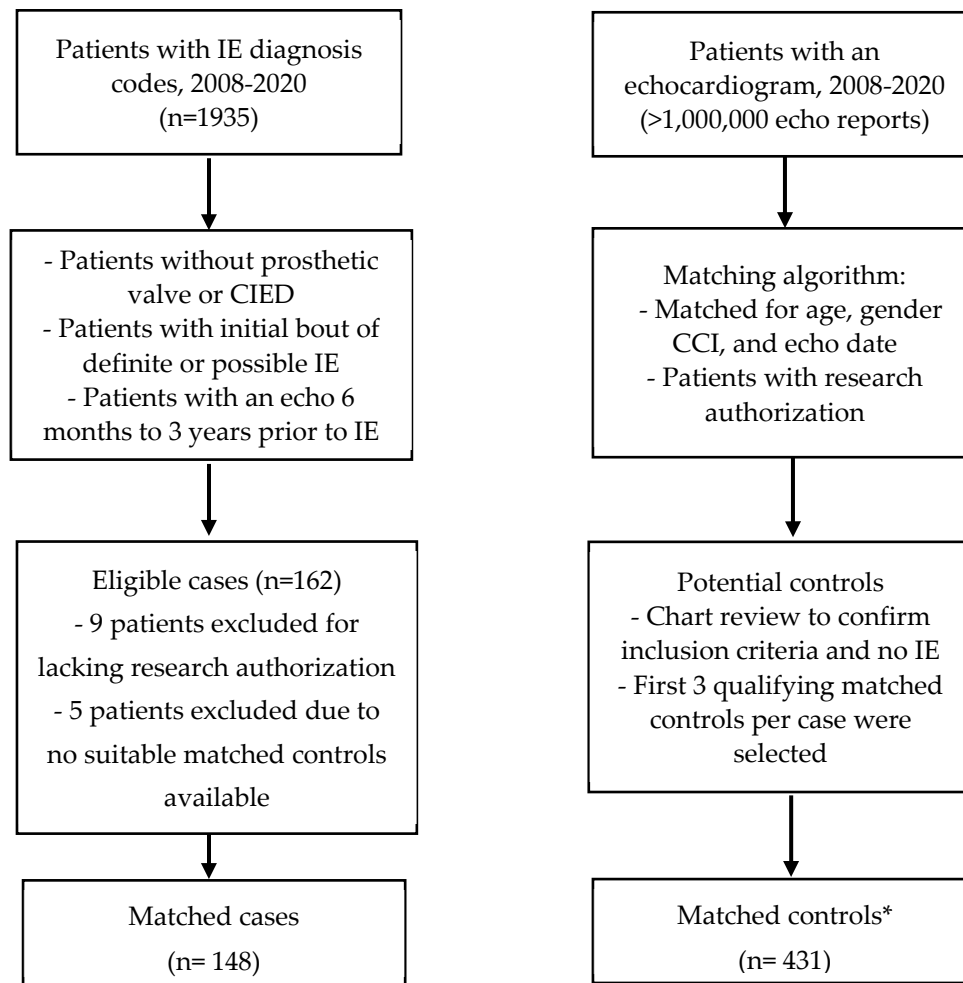 Patients with IE diagnosis
codes, 2008-2020
(n=1935)
- Patients without prosthetic
valve or CIED
- Patients with initial bout of
definite or possible IE
- Patients with an echo 6
months to 3 years prior to IE
Eligible cases (n=162)
- 9 patients excluded for
lacking research authorization
- 5 patients excluded due to
no suitable matched controls
available
Matched cases
(n= 148)
Patients with an
echocardiogram, 2008-2020
(>1,000,000 echo reports)
Matching algorithm:
- Matched for age, gender
CCI, and echo date
- Patients with research
authorization
Potential controls
- Chart review to confirm
inclusion criteria and no IE
- First 3 qualifying matched
controls per case were
selected
Matched controls*
(n= 431)